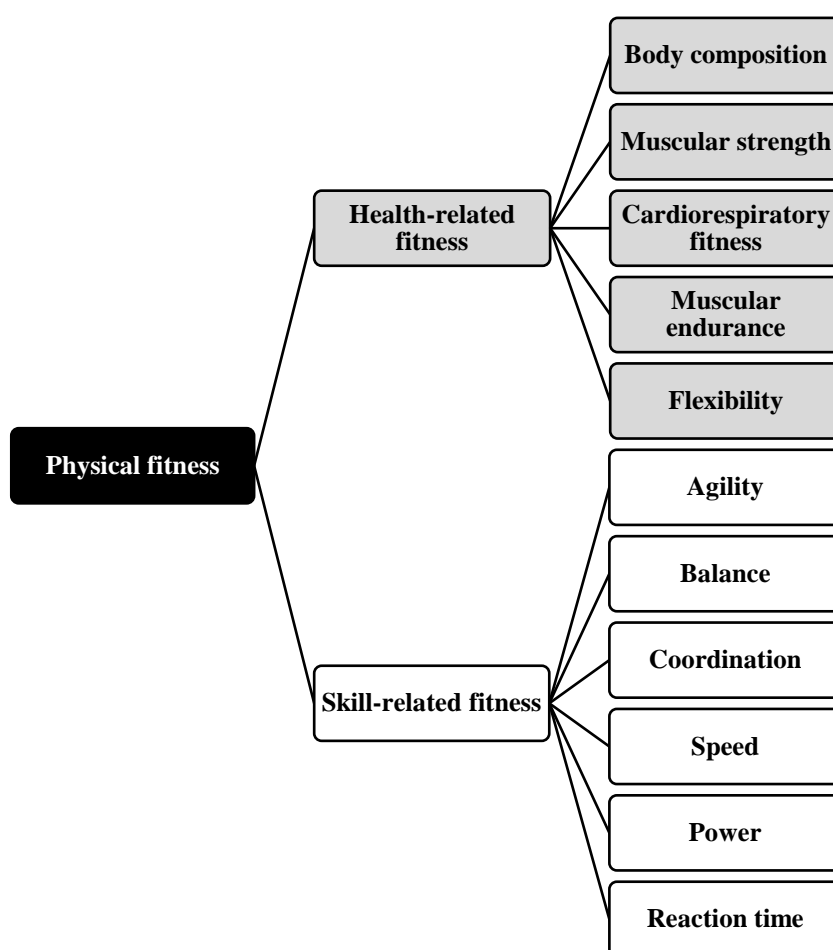 Body composition
Muscular strength
Health-related
fitness
Cardiorespiratory
fitness
Muscular
endurance
Flexibility
Physical fitness
Agility
Balance
Coordination
Skill-related fitness
Speed
Power
Reaction time